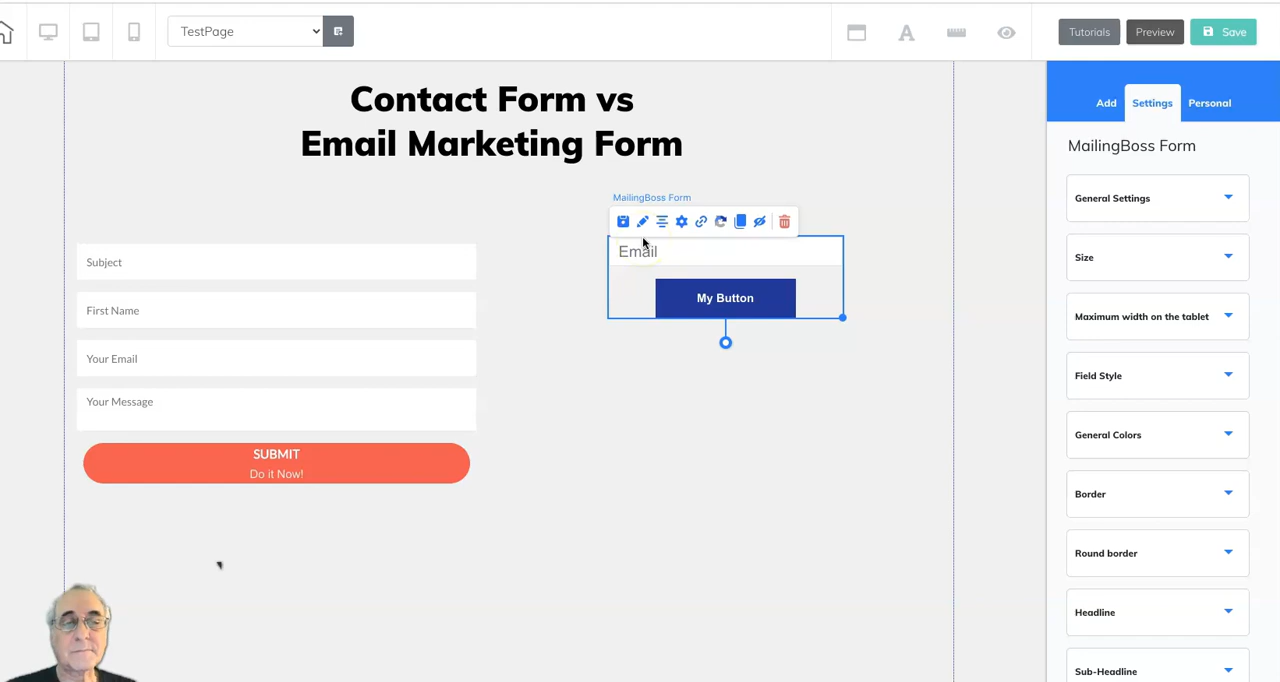 TestPage
Tutorials
Preview
Save
Contact Form vs
Email Marketing Form
Subject
First Name
Your Email
Your Message
SUBMIT
Do it Now!
MailingBoss Form
Email
My Button
Add
Settings
Personal
MailingBoss Form
General Settings
Size
Maximum width on the tablet
Field Style
General Colors
Border
Round border
Headline
Sub-Headline